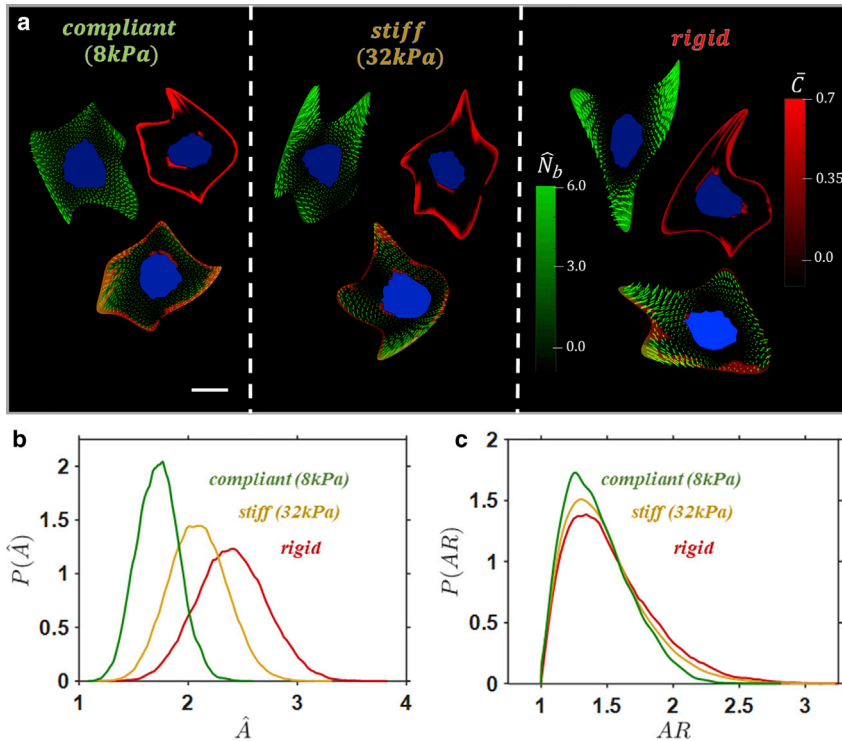 a
compliant
(8kPa)
stiff
(32kPa)
rigid
N̂_b
6.0
3.0
0.0
C̄
0.7
0.35
0.0
b
P(Â)
2
1.5
1
0.5
0
1 2 3 4
Â
compliant (8kPa)
stiff (32kPa)
rigid
c
P(AR)
2
1.5
1
0.5
0
1 1.5 2 2.5 3
AR
compliant (8kPa)
stiff (32kPa)
rigid